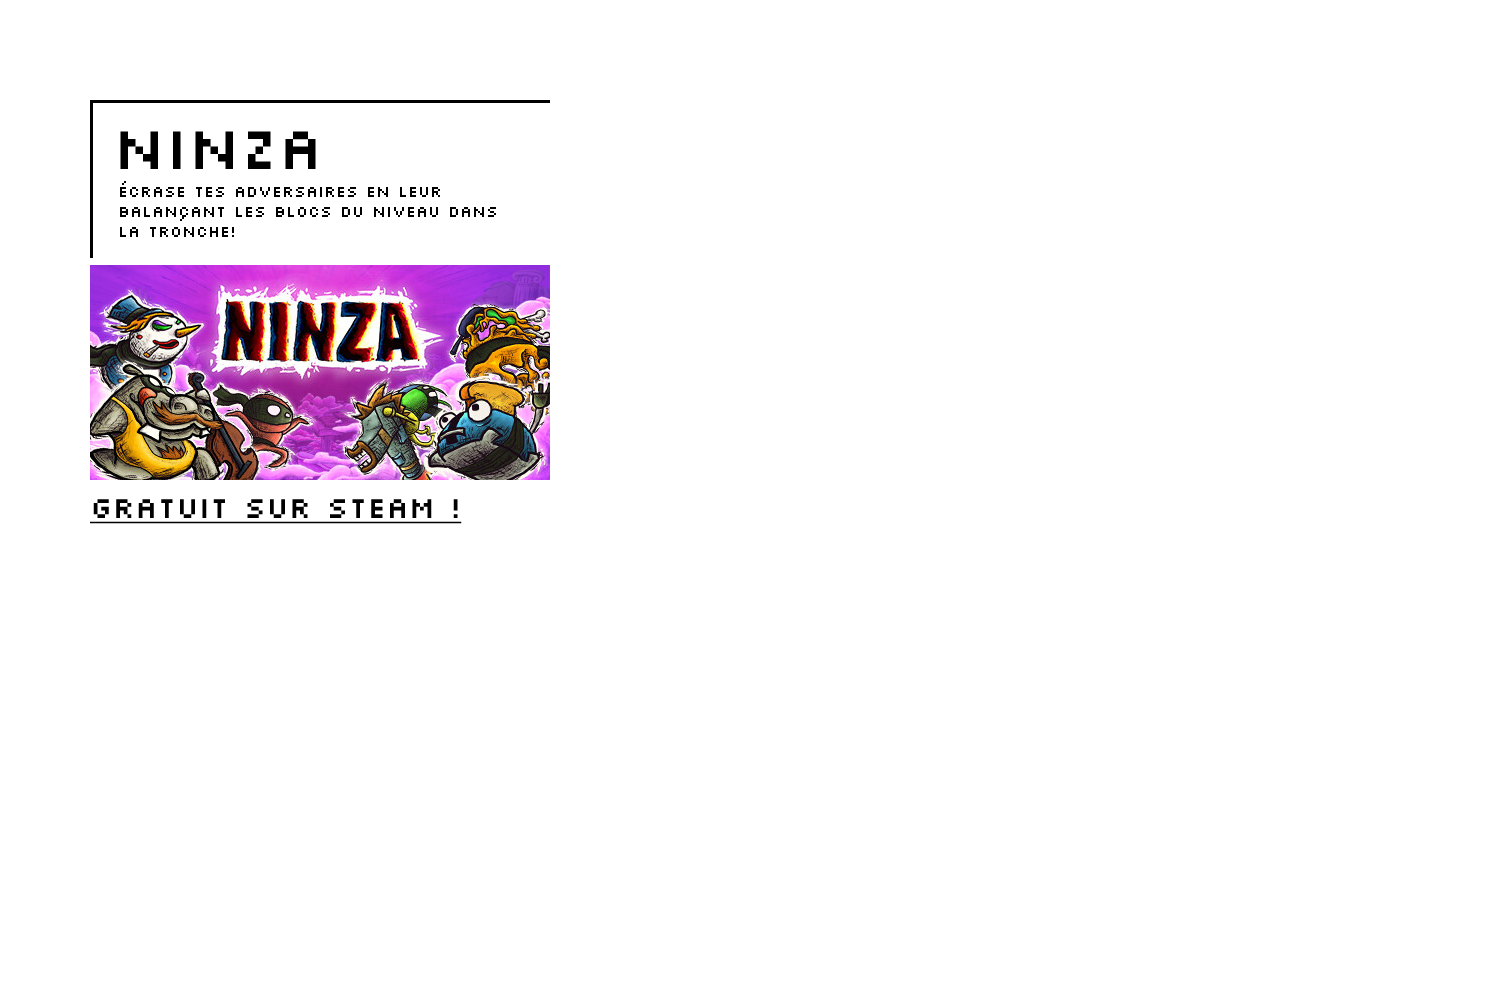 NINZA
ÉCRASE TES ADVERSAIRES EN LEUR
BALANÇANT LES BLOCS DU NIVEAU DANS
LA TRONCHE!
NINZA
GRATUIT SUR STEAM !